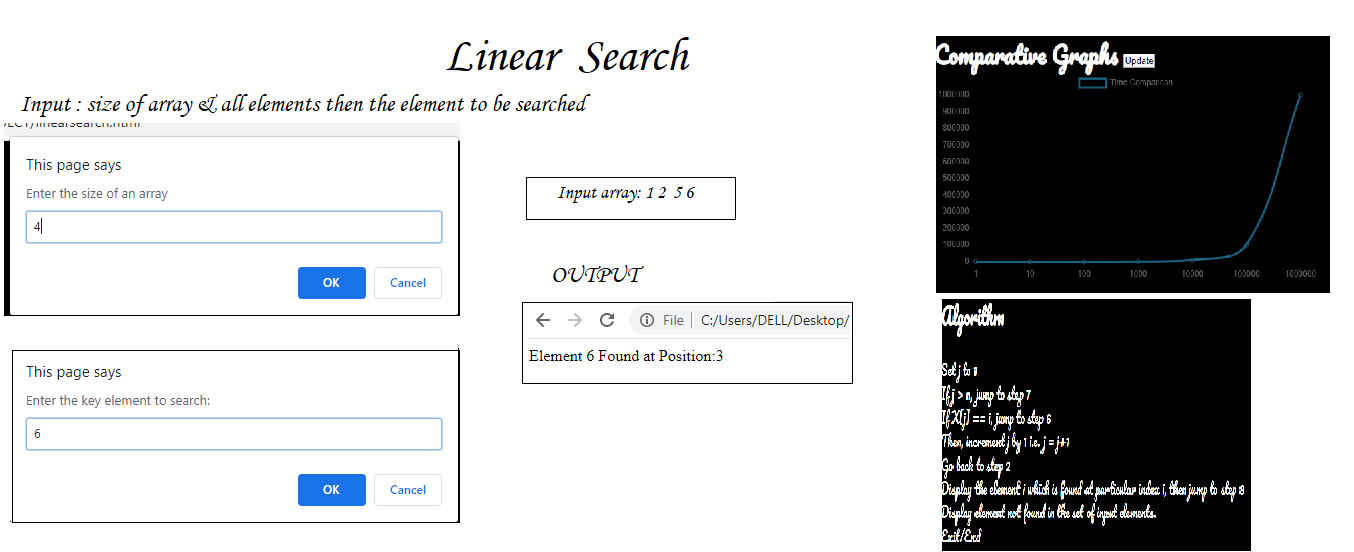 Linear Search
Input : size of array & all elements then the element to be searched
/linearsearch.html
This page says
Enter the size of an array
4
OK
Cancel
This page says
Enter the key element to search:
6
OK
Cancel
Input array: 1 2 5 6
OUTPUT
File
C:/Users/DELL/Desktop/
Element 6 Found at Position:3
Comparative Graphs Update
Time Comparison
1000000
900000
800000
700000
600000
500000
400000
300000
200000
100000
0
1 10 100 1000 10000 100000 1000000
Algorithm
Set j to
If j > n, jump to step 7
If X[j] == i, jump to step 6
Then, increment j by 1 i.e. j = j+1
Go back to step 2
Display the element i which is found at particular index i, then jump to step 8
Display element not found in the set of input elements.
Exit/End